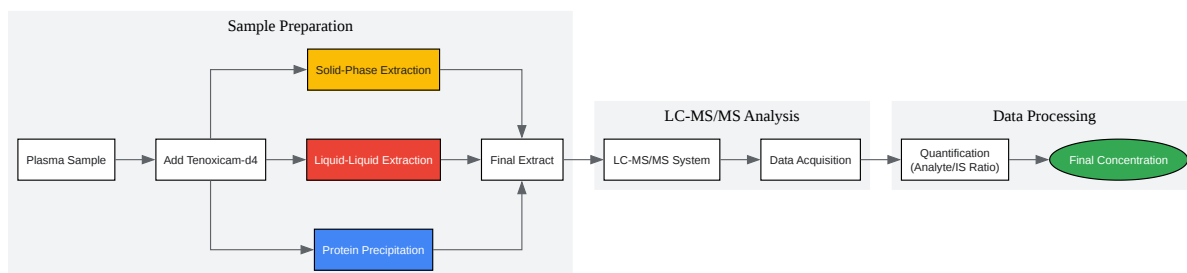 Sample Preparation
Solid-Phase Extraction
Plasma Sample
Add Tenoxicam-d4
Liquid-Liquid Extraction
Final Extract
Protein Precipitation
LC-MS/MS Analysis
LC-MS/MS System
Data Acquisition
Data Processing
Quantification
(Analyte/IS Ratio)
Final Concentration